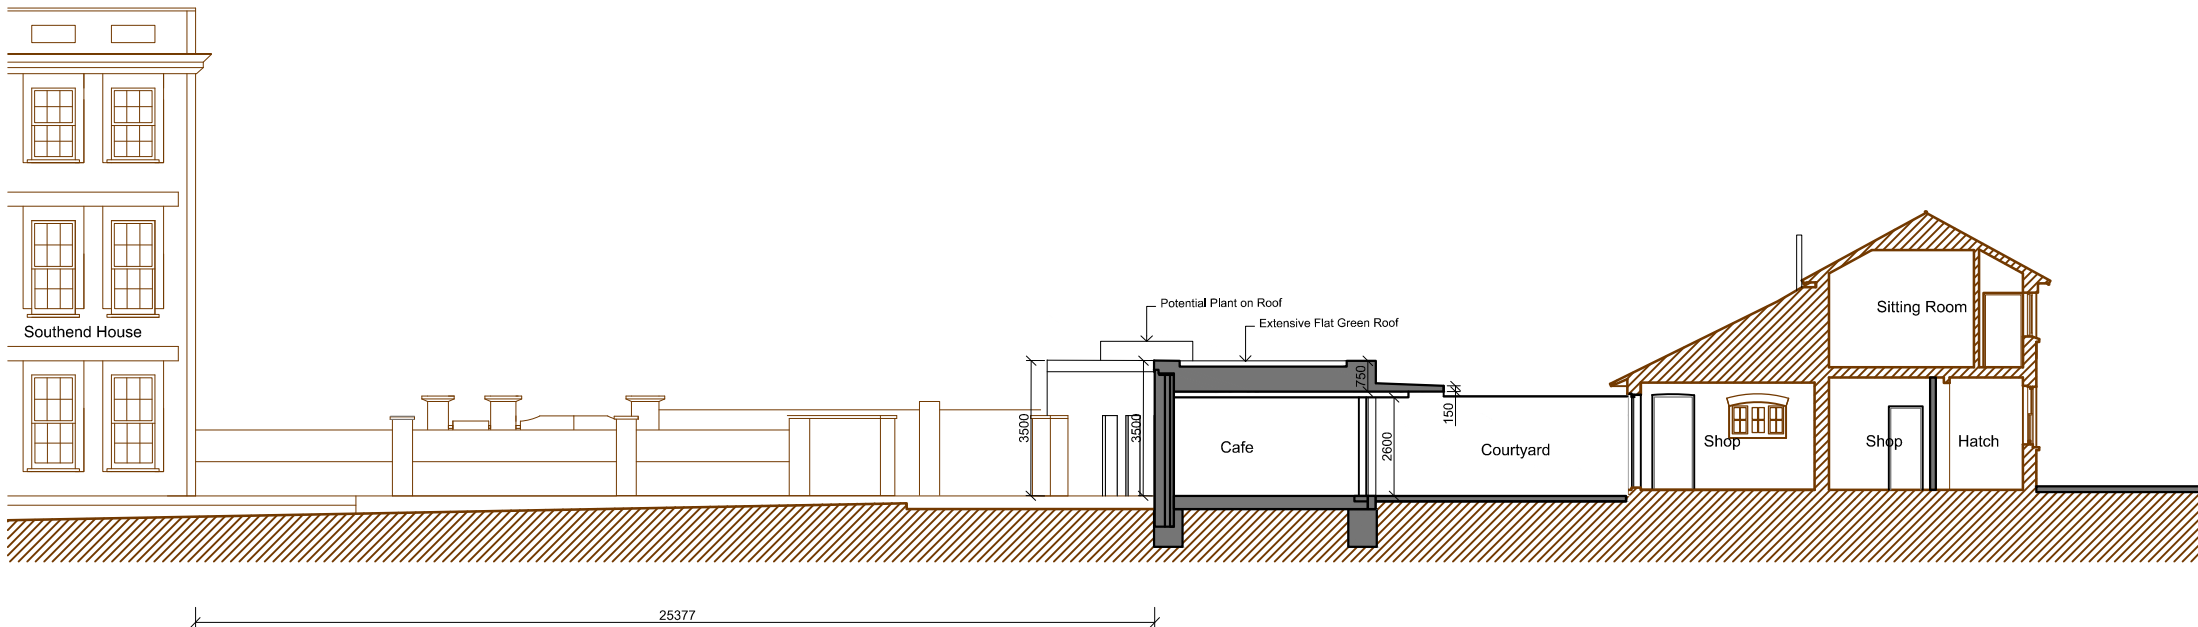 Potential Plant on Roof
Extensive Flat Green Roof
Southend House
Sitting Room
750
150
3500
3500
2600
Cafe
Courtyard
Shop
Shop
Hatch
25377